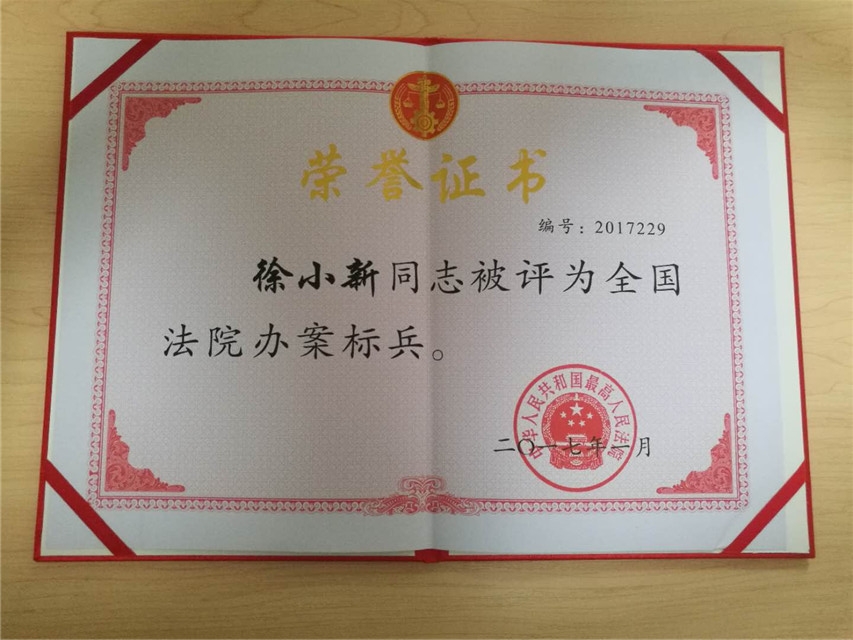 荣誉证书
编号：2017229
徐小新同志被评为全国
法院办案标兵。
中华人民共和国最高人民法院
二〇一七年一月